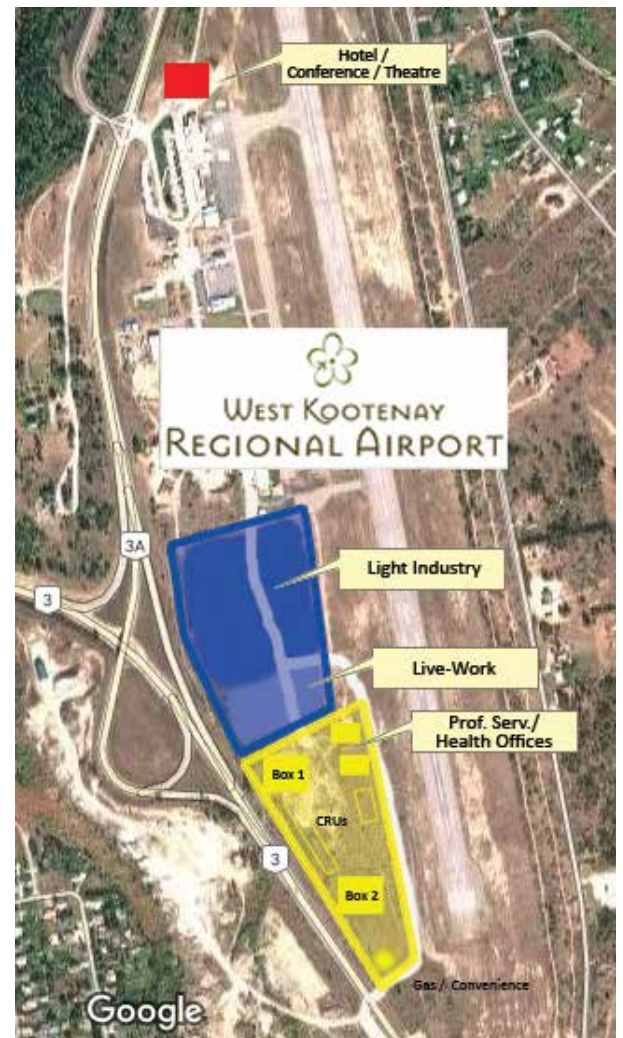 Hotel /
Conference / Theatre
WEST KOOTENAY
REGIONAL AIRPORT
3A
3
Light Industry
Live-Work
Prof. Serv./
Health Offices
Box 1
CRUs
3
Box 2
Gas / Convenience
Google